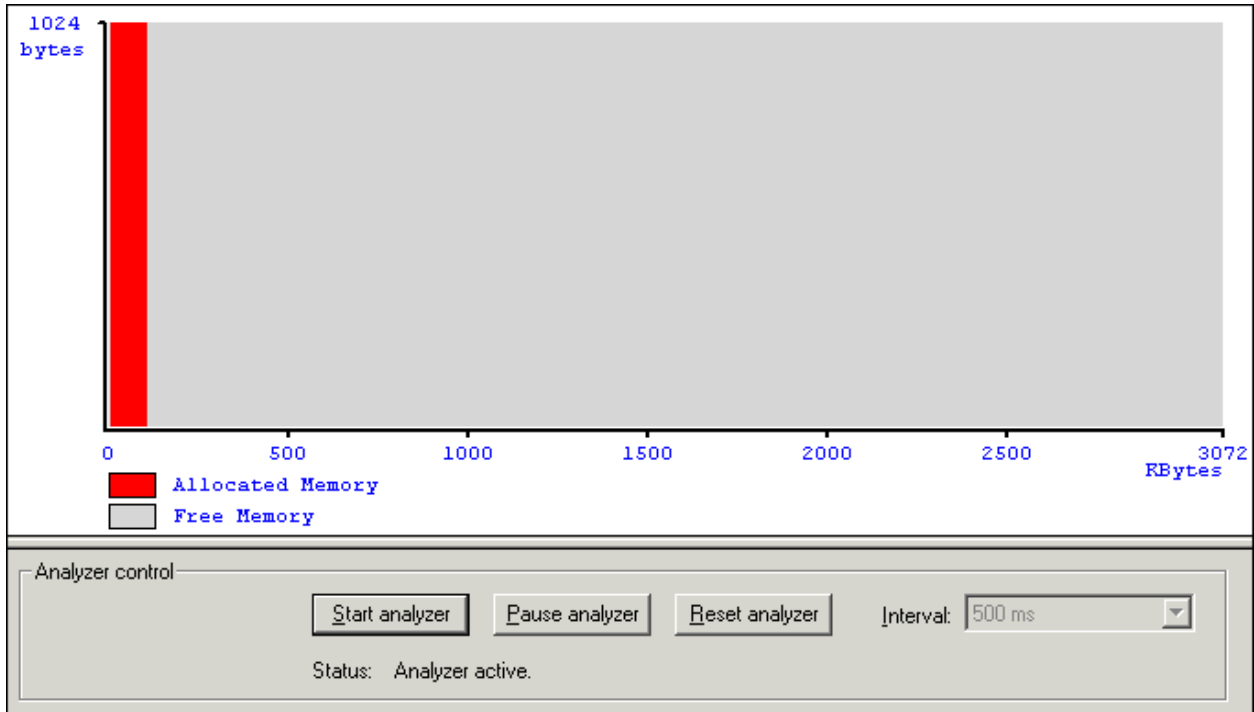 1024
bytes
0 500 1000 1500 2000 2500 3072
KBytes
Allocated Memory
Free Memory
Analyzer control
Start analyzer Pause analyzer Reset analyzer Interval: 500 ms
Status: Analyzer active.